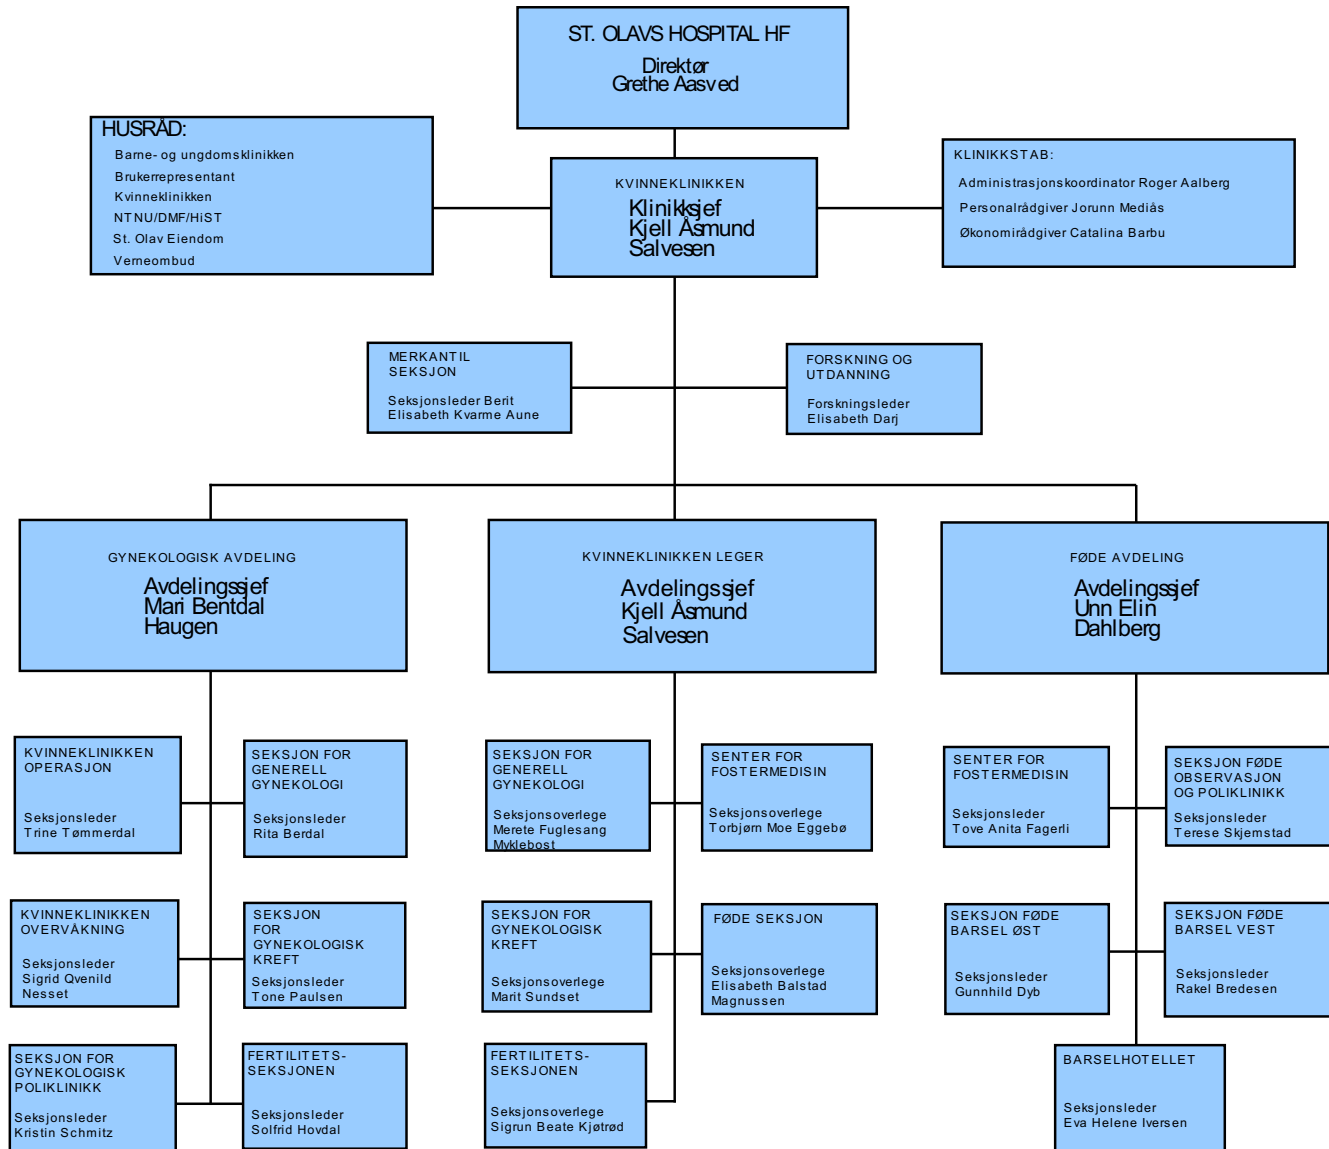 ST. OLAVS HOSPITAL HF
Direktør
Grethe Aasved
HUSRÅD:
Barne- og ungdomsklinikken
Brukerrepresentant
Kvinneklinikken
NTNU/DMF/HiST
St. Olav Eiendom
Verneombud
KVINNEKLINIKKEN
Klinikksjef
Kjell Åsmund
Salvesen
KLINIKKSTAB:
Administrasjonskoordinator Roger Aalberg
Personalrådgiver Jorunn Mediås
Økonomirådgiver Catalina Barbu
MERKANTIL
SEKSJON
Seksjonsleder Berit
Elisabeth Kvarme Aune
FORSKNING OG
UTDANNING
Forskningsleder
Elisabeth Darj
GYNEKOLOGISK AVDELING
Avdelingssjef
Mari Bentdal
Haugen
KVINNEKLINIKKEN LEGER
Avdelingssjef
Kjell Åsmund
Salvesen
FØDE AVDELING
Avdelingssjef
Unn Elin
Dahlberg
KVINNEKLINIKKEN
OPERASJON
Seksjonsleder
Trine Tømmerdal
SEKSJON FOR
GENERELL
GYNEKOLOGI
Seksjonsleder
Rita Berdal
SEKSJON FOR
GENERELL
GYNEKOLOGI
Seksjonsoverlege
Merete Fuglesang
Myklebost
SENTER FOR
FOSTERMEDISIN
Seksjonsoverlege
Torbjørn Moe Eggebø
SENTER FOR
FOSTERMEDISIN
Seksjonsleder
Tove Anita Fagerli
SEKSJON FØDE
OBSERVASJON
OG POLIKLINIKK
Seksjonsleder
Terese Skjemstad
KVINNEKLINIKKEN
OVERVÅKNING
Seksjonsleder
Sigrid Qvenild
Nesset
SEKSJON
FOR
GYNEKOLOGISK
KREFT
Seksjonsleder
Tone Paulsen
SEKSJON FOR
GYNEKOLOGISK
KREFT
Seksjonsoverlege
Marit Sundset
FØDE SEKSJON
Seksjonsoverlege
Elisabeth Balstad
Magnussen
SEKSJON FØDE
BARSEL ØST
Seksjonsleder
Gunnhild Dyb
SEKSJON FØDE
BARSEL VEST
Seksjonsleder
Rakel Bredesen
SEKSJON FOR
GYNEKOLOGISK
POLIKLINIKK
Seksjonsleder
Kristin Schmitz
FERTILITETS-
SEKSJONEN
Seksjonsleder
Solfrid Hovdal
FERTILITETS-
SEKSJONEN
Seksjonsoverlege
Sigrun Beate Kjøtrød
BARSELHOTELLET
Seksjonsleder
Eva Helene Iversen